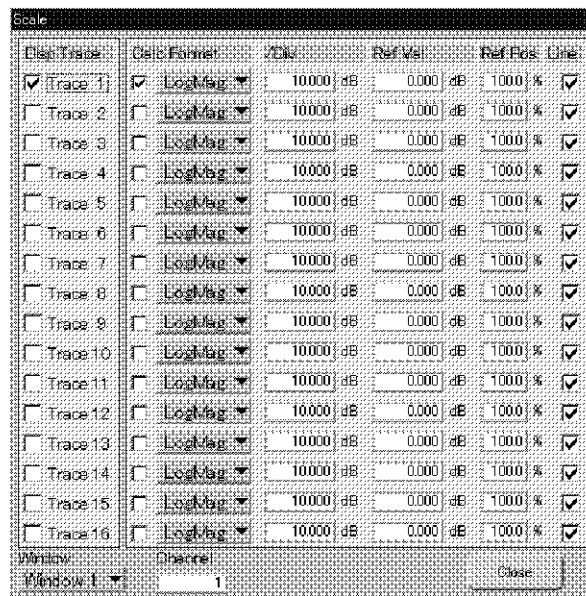 Scale
Disp Trace Calc Format /Div Ref Val Ref Pos Line
Trace 1 LogMag 10.000 dB 0.000 dB 100.0 %
Trace 2 LogMag 10.000 dB 0.000 dB 100.0 %
Trace 3 LogMag 10.000 dB 0.000 dB 100.0 %
Trace 4 LogMag 10.000 dB 0.000 dB 100.0 %
Trace 5 LogMag 10.000 dB 0.000 dB 100.0 %
Trace 6 LogMag 10.000 dB 0.000 dB 100.0 %
Trace 7 LogMag 10.000 dB 0.000 dB 100.0 %
Trace 8 LogMag 10.000 dB 0.000 dB 100.0 %
Trace 9 LogMag 10.000 dB 0.000 dB 100.0 %
Trace 10 LogMag 10.000 dB 0.000 dB 100.0 %
Trace 11 LogMag 10.000 dB 0.000 dB 100.0 %
Trace 12 LogMag 10.000 dB 0.000 dB 100.0 %
Trace 13 LogMag 10.000 dB 0.000 dB 100.0 %
Trace 14 LogMag 10.000 dB 0.000 dB 100.0 %
Trace 15 LogMag 10.000 dB 0.000 dB 100.0 %
Trace 16 LogMag 10.000 dB 0.000 dB 100.0 %
Window Channel
Window 1 1 Close